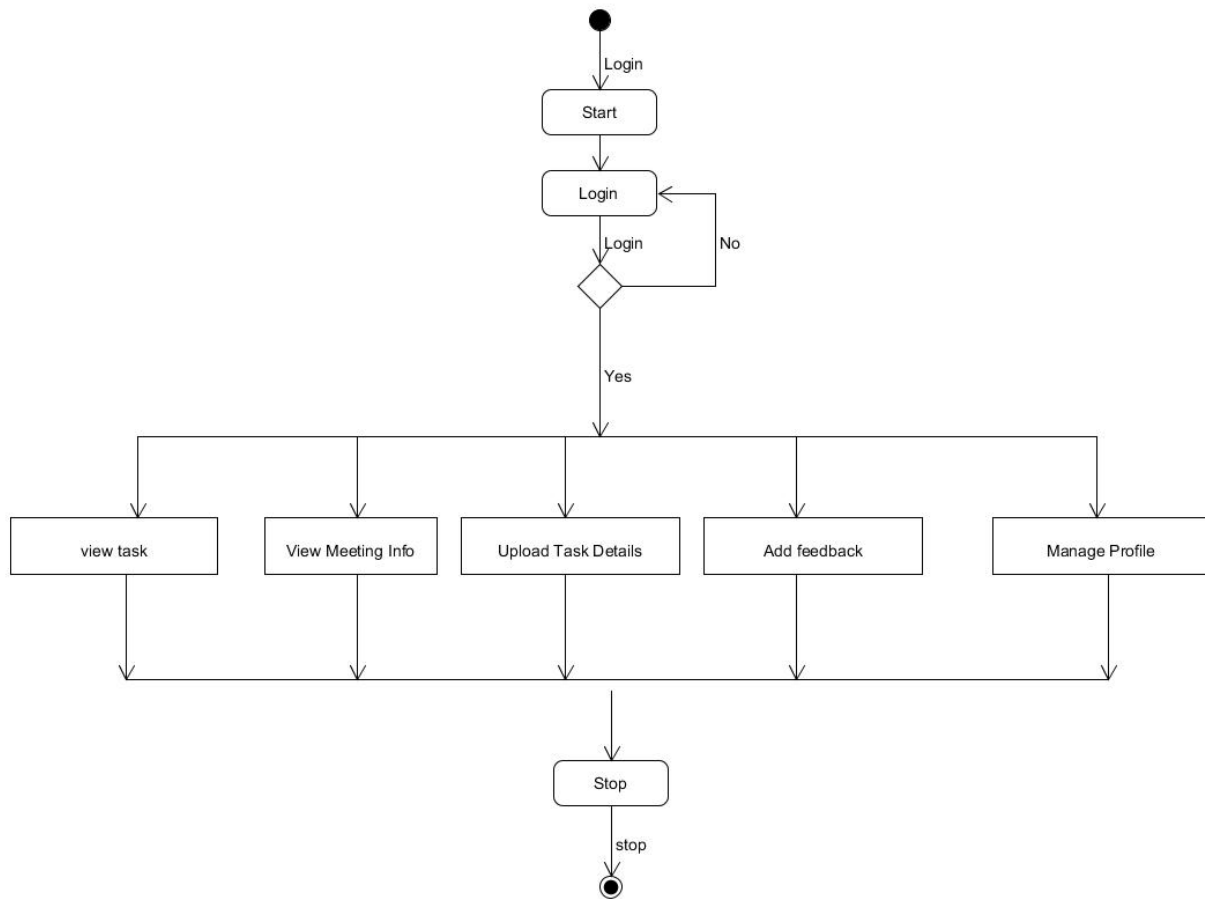 Login
Start
Login
Login
No
Yes
view task
View Meeting Info
Upload Task Details
Add feedback
Manage Profile
Stop
stop